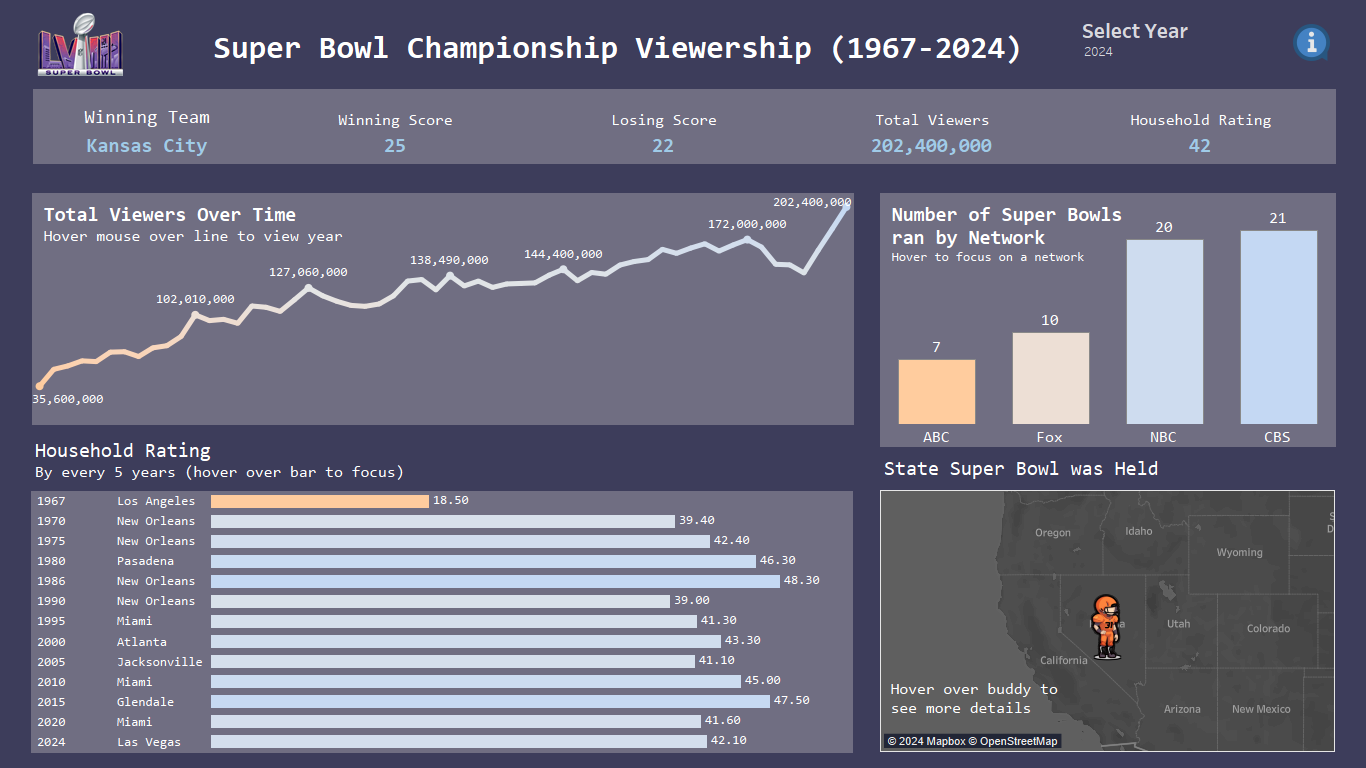 LVIII
SUPER BOWL
Super Bowl Championship Viewership (1967-2024)
Select Year
2024
Winning Team
Kansas City
Winning Score
25
Losing Score
22
Total Viewers
202,400,000
Household Rating
42
Total Viewers Over Time
Hover mouse over line to view year
35,600,000
102,010,000
127,060,000
138,490,000
144,400,000
172,000,000
202,400,000
Number of Super Bowls
ran by Network
Hover to focus on a network
7
10
20
21
ABC
Fox
NBC
CBS
Household Rating
By every 5 years (hover over bar to focus)
1967 Los Angeles 18.50
1970 New Orleans 39.40
1975 New Orleans 42.40
1980 Pasadena 46.30
1986 New Orleans 48.30
1990 New Orleans 39.00
1995 Miami 41.30
2000 Atlanta 43.30
2005 Jacksonville 41.10
2010 Miami 45.00
2015 Glendale 47.50
2020 Miami 41.60
2024 Las Vegas 42.10
State Super Bowl was Held
Oregon
Idaho
Wyoming
Utah
Colorado
California
Arizona
New Mexico
Hover over buddy to
see more details
© 2024 Mapbox © OpenStreetMap